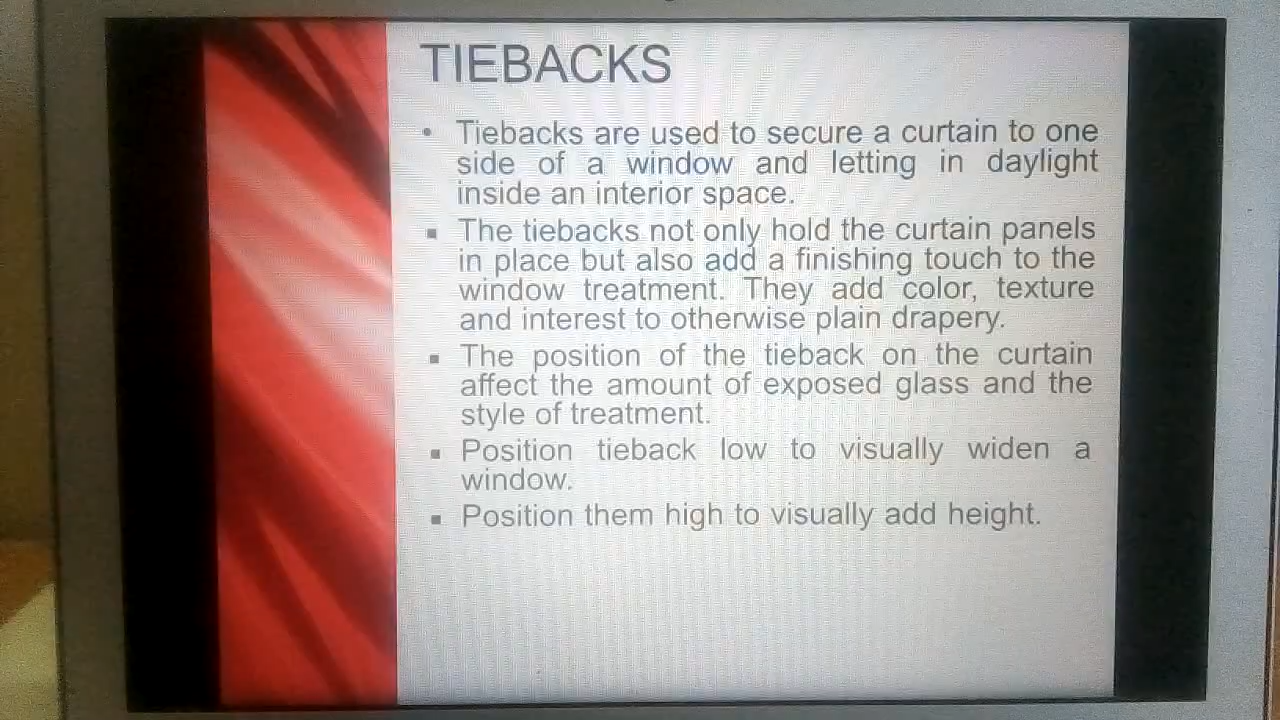 TIEBACKS
• Tiebacks are used to secure a curtain to one
side of a window and letting in daylight
inside an interior space.
▪ The tiebacks not only hold the curtain panels
in place but also add a finishing touch to the
window treatment. They add color, texture
and interest to otherwise plain drapery.
▪ The position of the tieback on the curtain
affect the amount of exposed glass and the
style of treatment.
▪ Position tieback low to visually widen a
window.
▪ Position them high to visually add height.